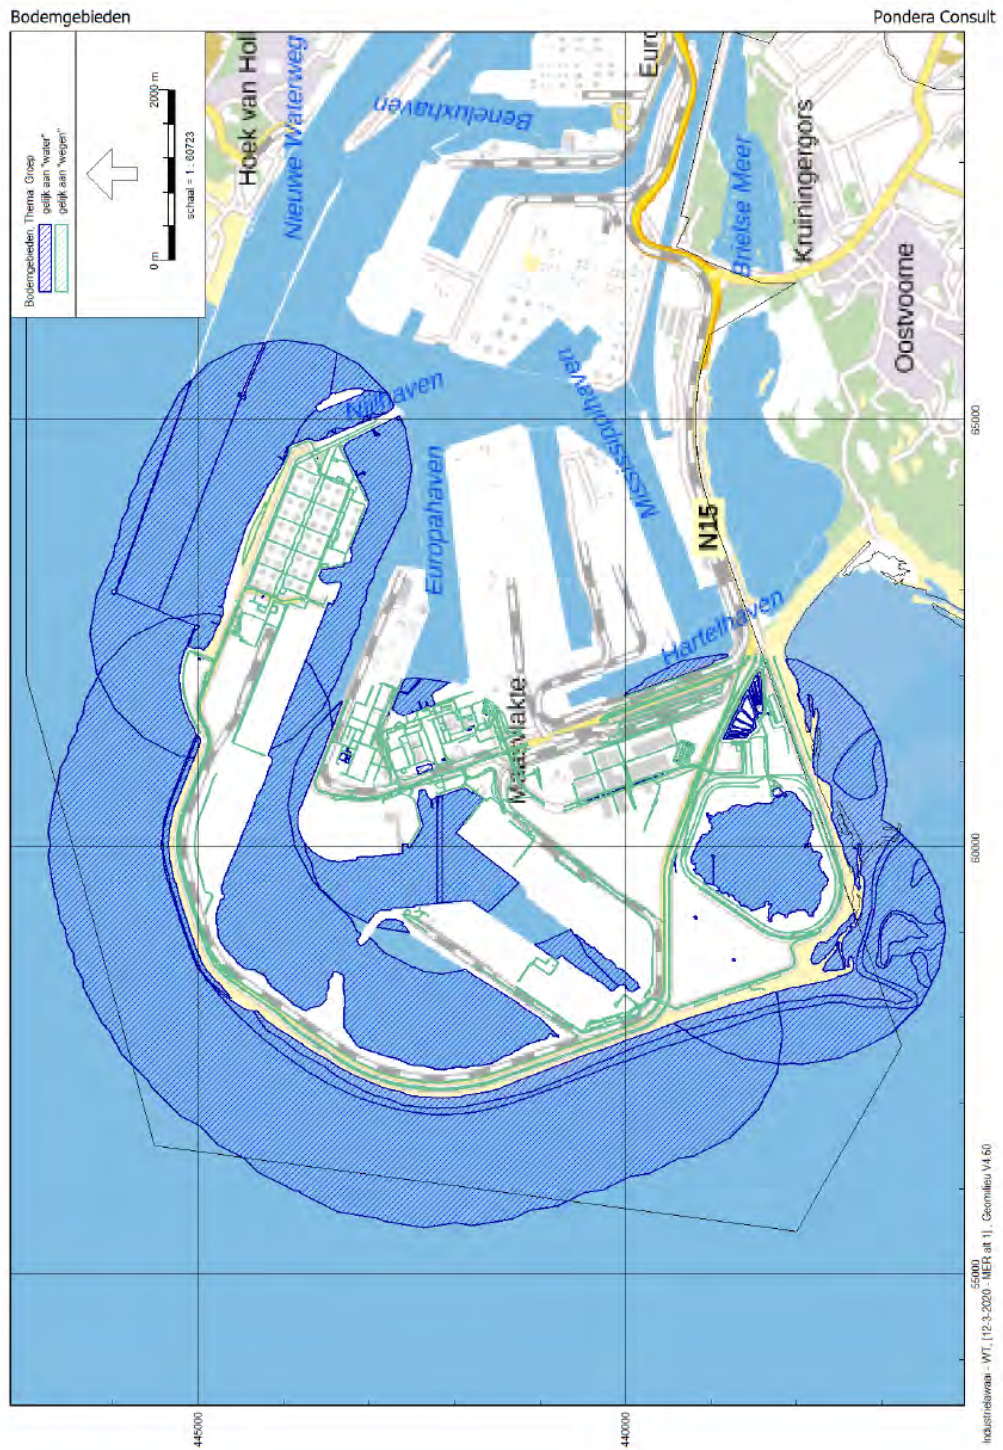 Bodemgebieden
Pondera Consult
Bodemgebieden, Thema: Groep
gelijk aan "water"
gelijk aan "wegen"
0 m
2000 m
schaal = 1 : 60723
Hoek van Holl
Nieuwe Waterweg
Beneluxhaven
Euro
Brielse Meer
Kruiningergors
Oostvoorne
Nijlhaven
Europahaven
Mississippihaven
N15
Hartelhaven
Maasvlakte
65000
60000
55000
445000
440000
Industrielawaai - WT, [12-3-2020 - MER alt 1] , Geomilieu V4.60